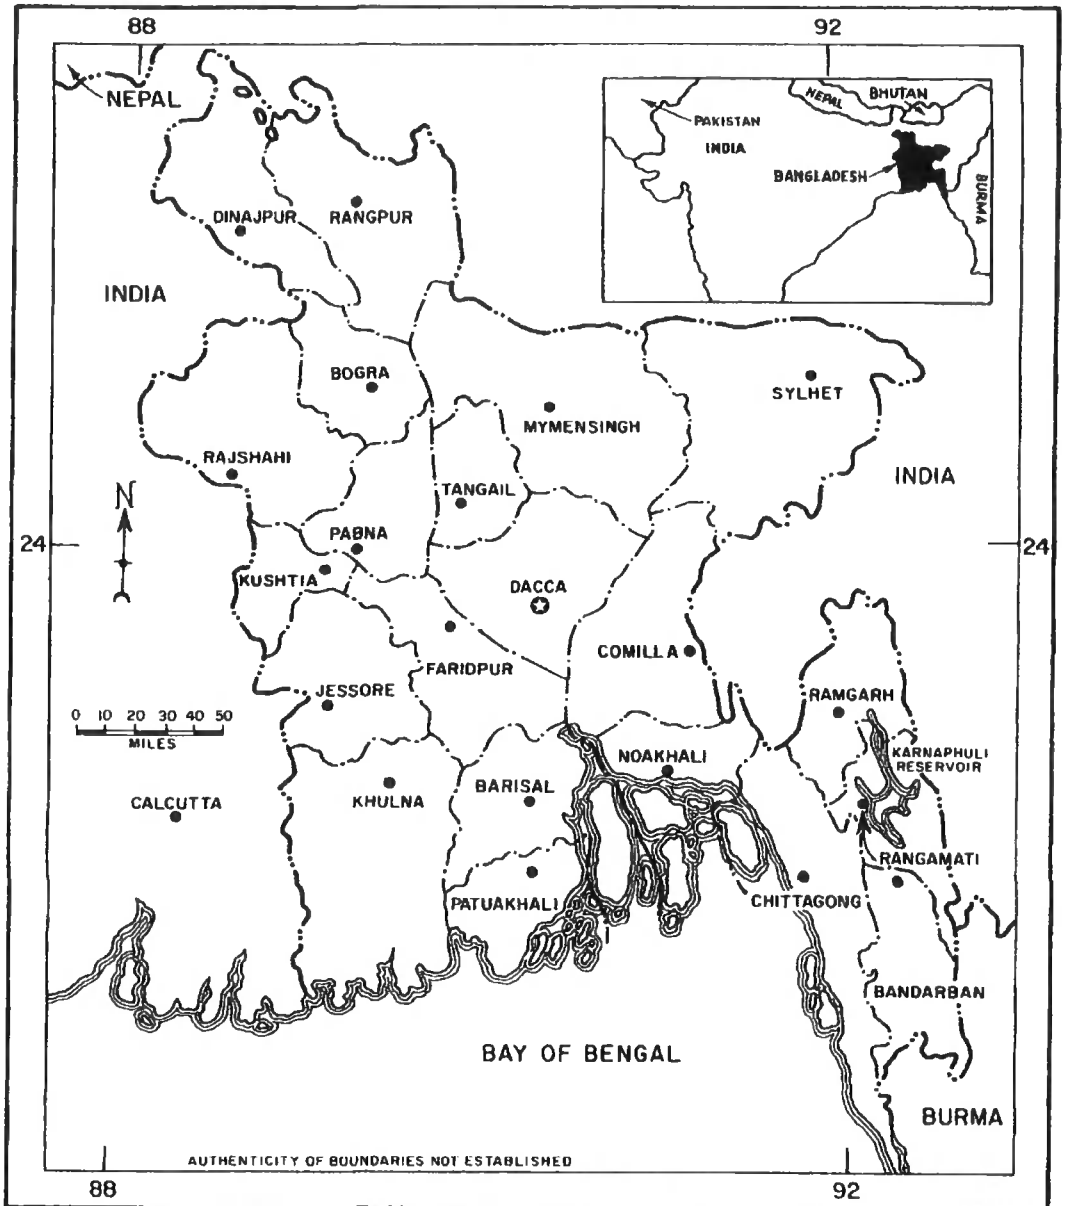 88
92
NEPAL
NEPAL
BHUTAN
PAKISTAN
INDIA
BANGLADESH
BURMA
DINAJPUR
RANGPUR
INDIA
BOGRA
SYLHET
MYMENSINGH
RAJSHAHI
INDIA
N
TANGAIL
PABNA
24
24
KUSHTIA
DACCA
COMILLA
FARIDPUR
JESSORE
RAMGARH
0 10 20 30 40 50
MILES
NOAKHALI
KARNAPHULI
RESERVOIR
BARISAL
CALCUTTA
KHULNA
RANGAMATI
PATUAKHALI
CHITTAGONG
BANDARBAN
BAY OF BENGAL
BURMA
AUTHENTICITY OF BOUNDARIES NOT ESTABLISHED
88
92